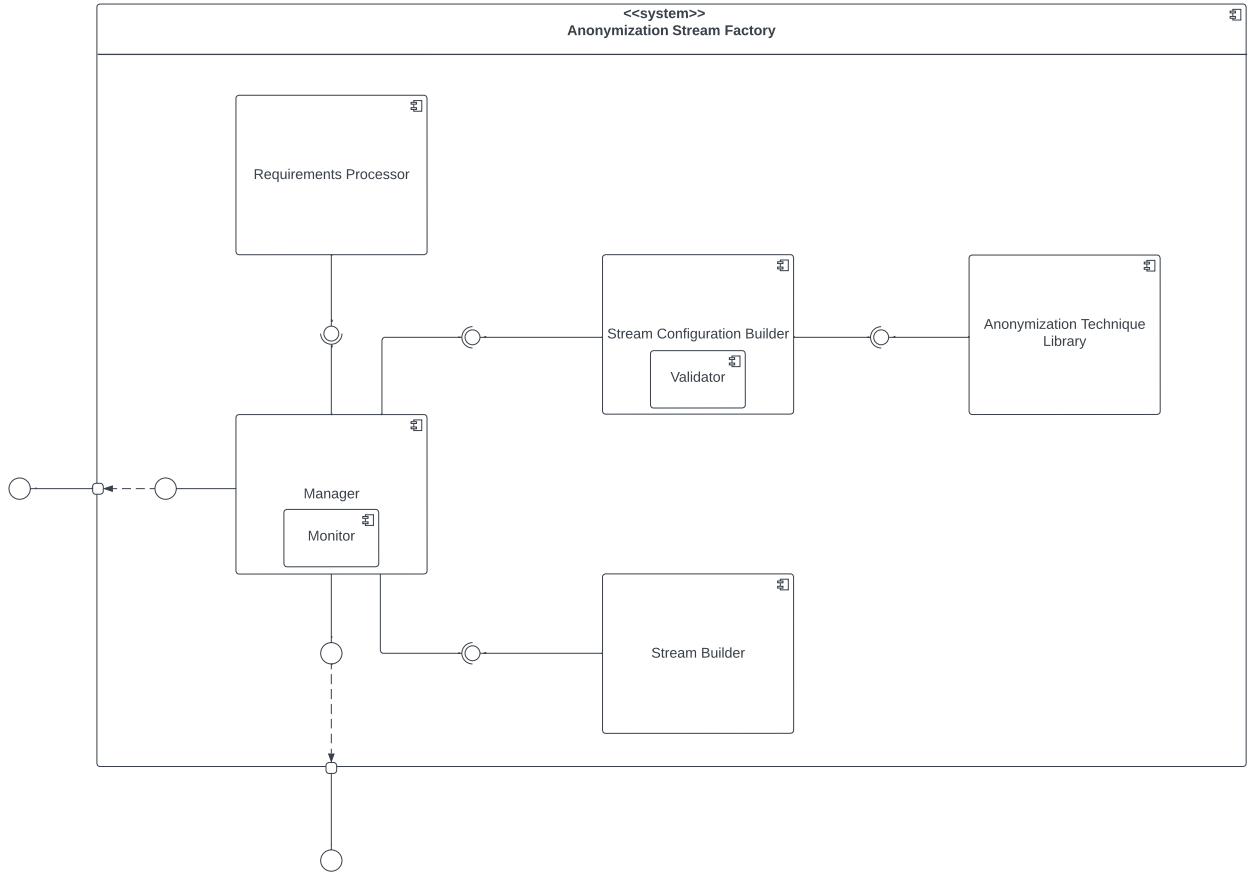 <<system>>
Anonymization Stream Factory
Requirements Processor
Stream Configuration Builder
Validator
Anonymization Technique
Library
Manager
Monitor
Stream Builder